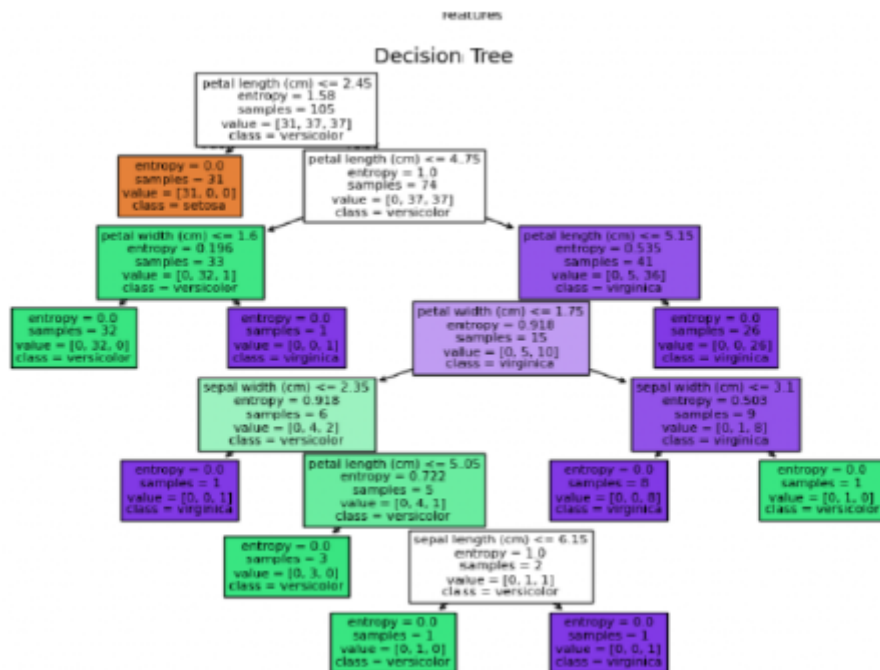 features
Decision Tree
petal length (cm) <= 2.45
entropy = 1.58
samples = 105
value = [31, 37, 37]
class = versicolor
entropy = 0.0
samples = 31
value = [31, 0, 0]
class = setosa
petal length (cm) <= 4.75
entropy = 1.0
samples = 74
value = [0, 37, 37]
class = versicolor
petal width (cm) <= 1.6
entropy = 0.196
samples = 33
value = [0, 32, 1]
class = versicolor
petal length (cm) <= 5.15
entropy = 0.535
samples = 41
value = [0, 5, 36]
class = virginica
entropy = 0.0
samples = 32
value = [0, 32, 0]
class = versicolor
entropy = 0.0
samples = 1
value = [0, 0, 1]
class = virginica
petal width (cm) <= 1.75
entropy = 0.918
samples = 15
value = [0, 5, 10]
class = virginica
entropy = 0.0
samples = 26
value = [0, 0, 26]
class = virginica
sepal width (cm) <= 2.35
entropy = 0.918
samples = 6
value = [0, 4, 2]
class = versicolor
sepal width (cm) <= 3.1
entropy = 0.503
samples = 9
value = [0, 1, 8]
class = virginica
entropy = 0.0
samples = 1
value = [0, 0, 1]
class = virginica
petal length (cm) <= 5.05
entropy = 0.722
samples = 5
value = [0, 4, 1]
class = versicolor
entropy = 0.0
samples = 8
value = [0, 0, 8]
class = virginica
entropy = 0.0
samples = 1
value = [0, 1, 0]
class = versicolor
entropy = 0.0
samples = 3
value = [0, 3, 0]
class = versicolor
sepal length (cm) <= 6.15
entropy = 1.0
samples = 2
value = [0, 1, 1]
class = versicolor
entropy = 0.0
samples = 1
value = [0, 1, 0]
class = versicolor
entropy = 0.0
samples = 1
value = [0, 0, 1]
class = virginica